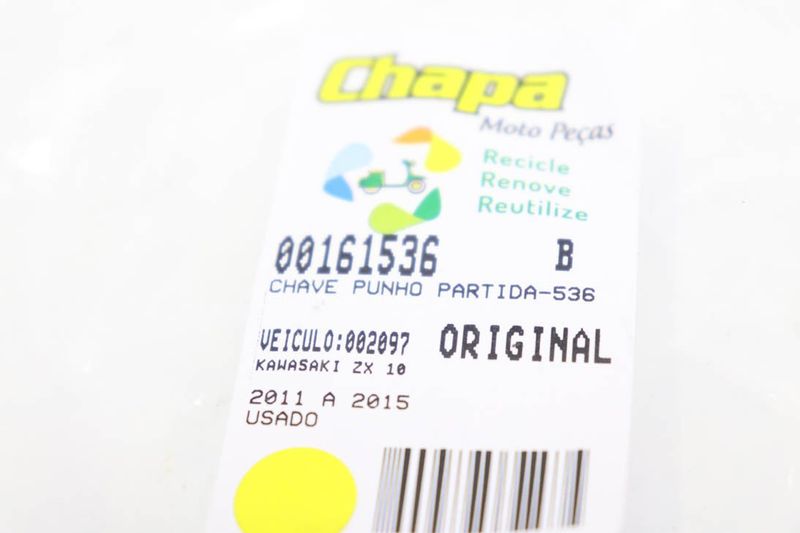 Chapa
Moto Peças
Recicle
Renove
Reutilize
00161536 B
CHAVE PUNHO PARTIDA-536
VEICULO:002097 ORIGINAL
KAWASAKI ZX 10
2011 A 2015
USADO